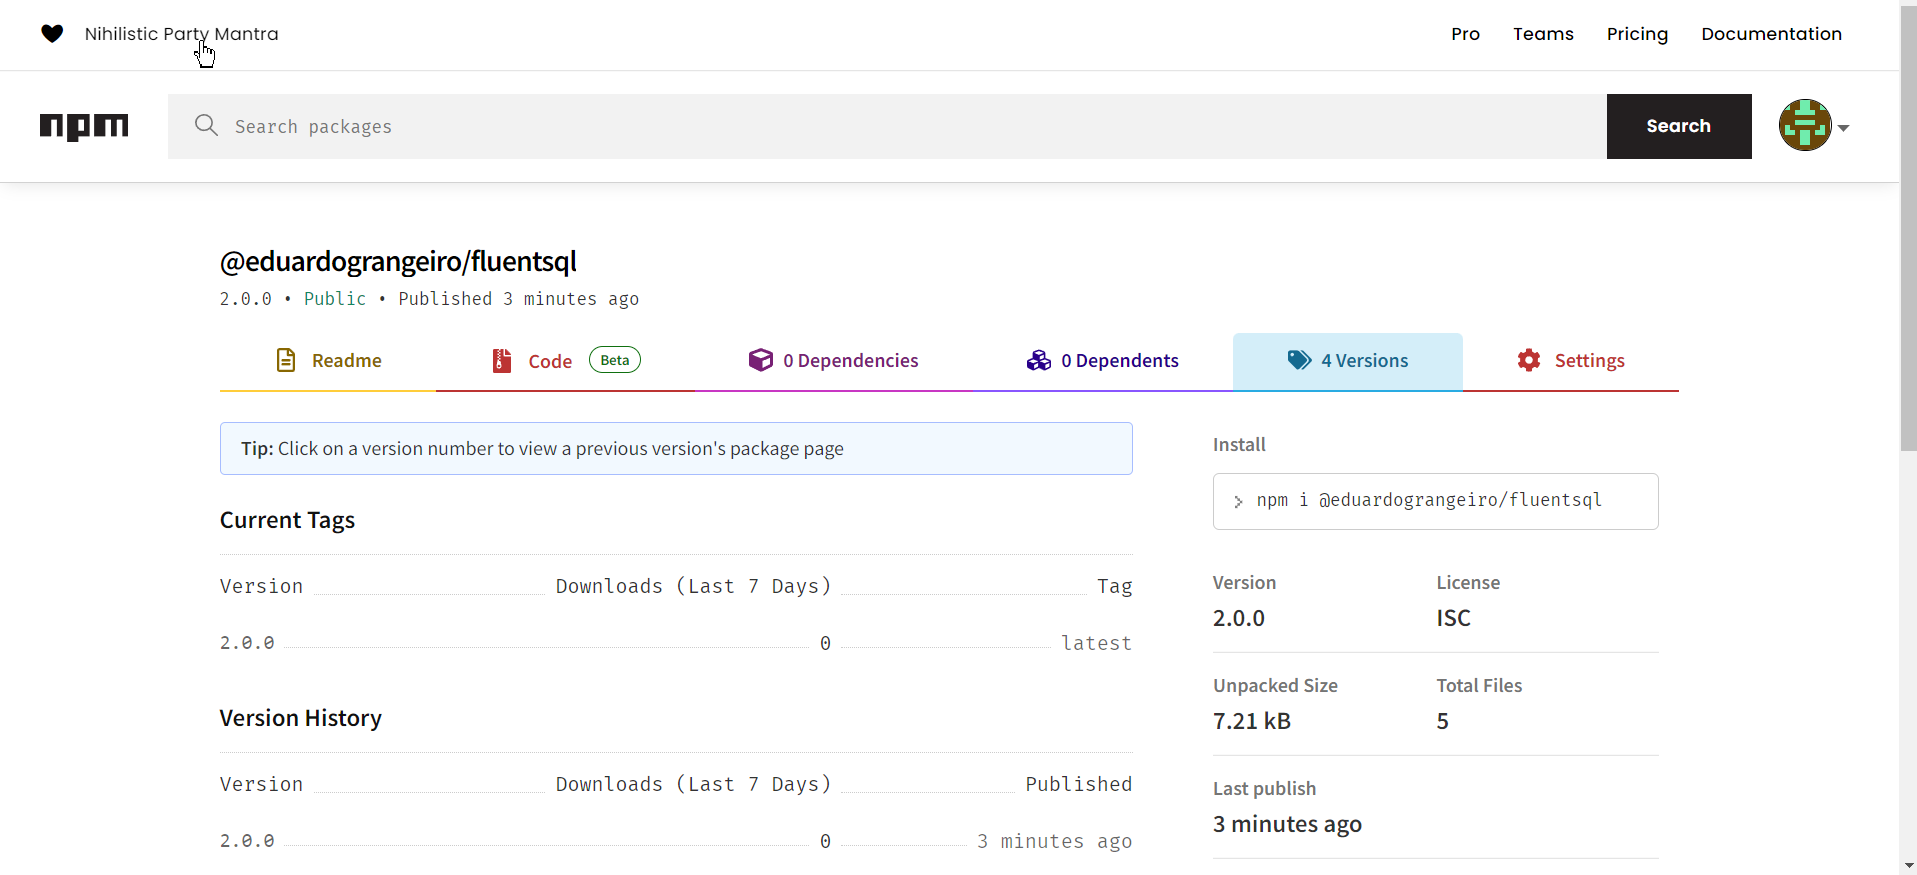 Nihilistic Party Mantra
Pro Teams Pricing Documentation
npm Search packages Search
@eduardograngeiro/fluentsql
2.0.0 • Public • Published 3 minutes ago
Readme Code Beta 0 Dependencies 0 Dependents 4 Versions Settings
Tip: Click on a version number to view a previous version's package page
Current Tags
Version Downloads (Last 7 Days) Tag
2.0.0 0 latest
Version History
Version Downloads (Last 7 Days) Published
2.0.0 0 3 minutes ago
Install
> npm i @eduardograngeiro/fluentsql
Version License
2.0.0 ISC
Unpacked Size Total Files
7.21 kB 5
Last publish
3 minutes ago